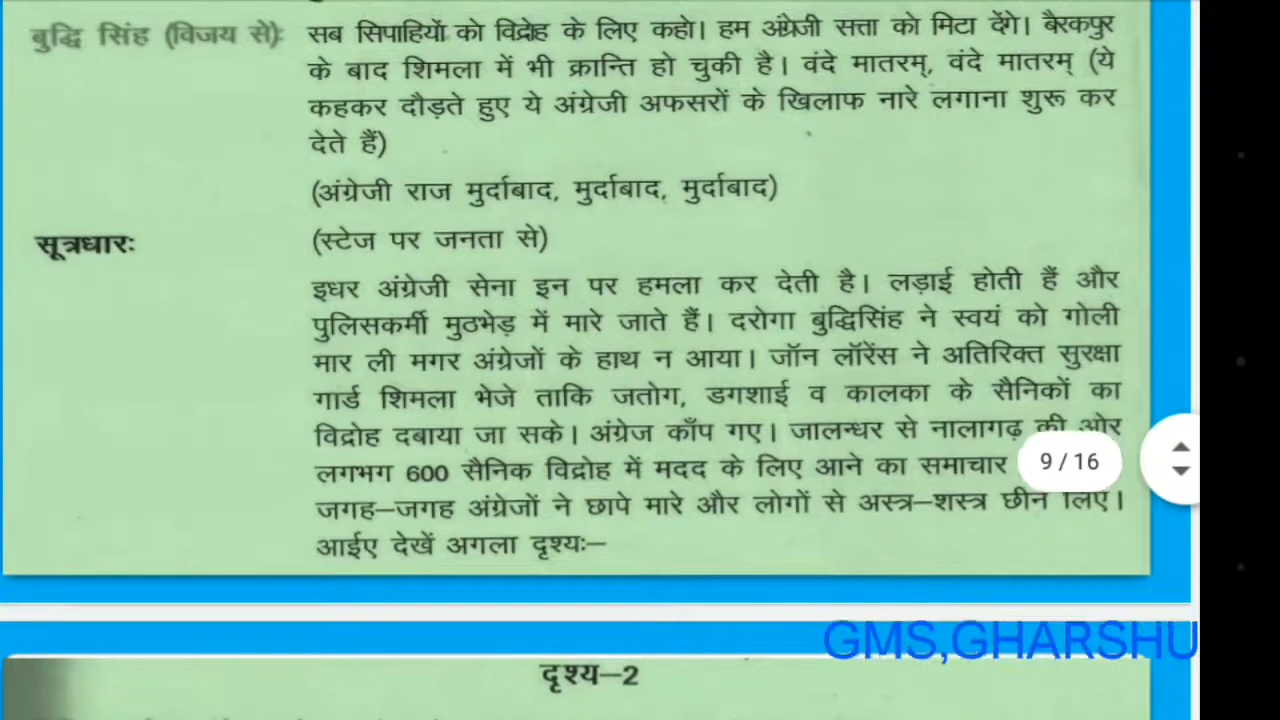 बुद्धि सिंह (विजय से): सब सिपाहियों को विद्रोह के लिए कहो। हम अंग्रेजी सत्ता को मिटा देंगे। बैरकपुर
के बाद शिमला में भी क्रान्ति हो चुकी है। वंदे मातरम्, वंदे मातरम् (ये
कहकर दौड़ते हुए ये अंग्रेजी अफसरों के खिलाफ नारे लगाना शुरू कर
देते हैं)
(अंग्रेजी राज मुर्दाबाद, मुर्दाबाद, मुर्दाबाद)
सूत्रधारः (स्टेज पर जनता से)
इधर अंग्रेजी सेना इन पर हमला कर देती है। लड़ाई होती हैं और
पुलिसकर्मी मुठभेड़ में मारे जाते हैं। दरोगा बुद्धिसिंह ने स्वयं को गोली
मार ली मगर अंग्रेजों के हाथ न आया। जॉन लॉरेंस ने अतिरिक्त सुरक्षा
गार्ड शिमला भेजे ताकि जतोग, डगशाई व कालका के सैनिकों का
विद्रोह दबाया जा सके। अंग्रेज काँप गए। जालन्धर से नालागढ़ की ओर
लगभग 600 सैनिक विद्रोह में मदद के लिए आने का समाचार
9/16
जगह–जगह अंग्रेजों ने छापे मारे और लोगों से अस्त्र–शस्त्र छीन लिए।
आईए देखें अगला दृश्यः–
GMS,GHARSHU
दृश्य–2